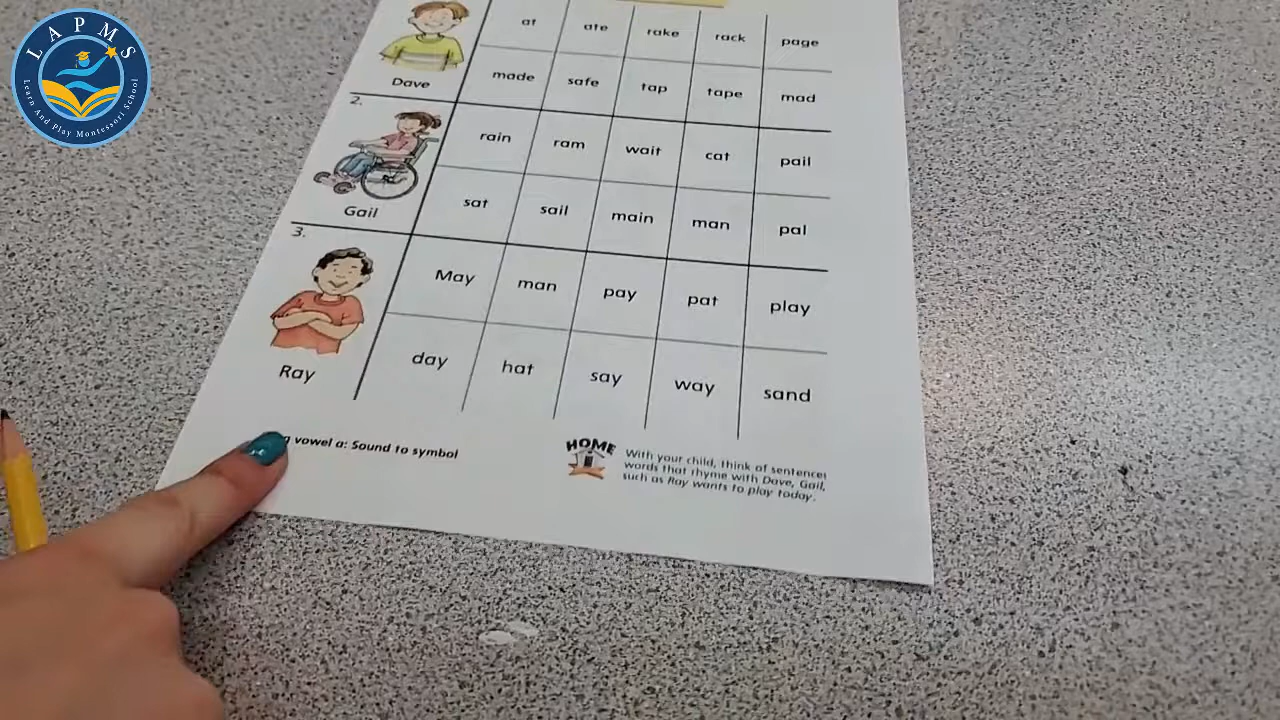 LAPMS
Learn And Play Montessori School
at ate rake rack page
Dave made safe tap tape mad
2.
rain ram wait cat pail
Gail sat sail main man pal
3.
May man pay pat play
Ray day hat say way sand
vowel a: Sound to symbol
HOME
With your child, think of sentences
words that rhyme with Dave, Gail,
such as Ray wants to play today.